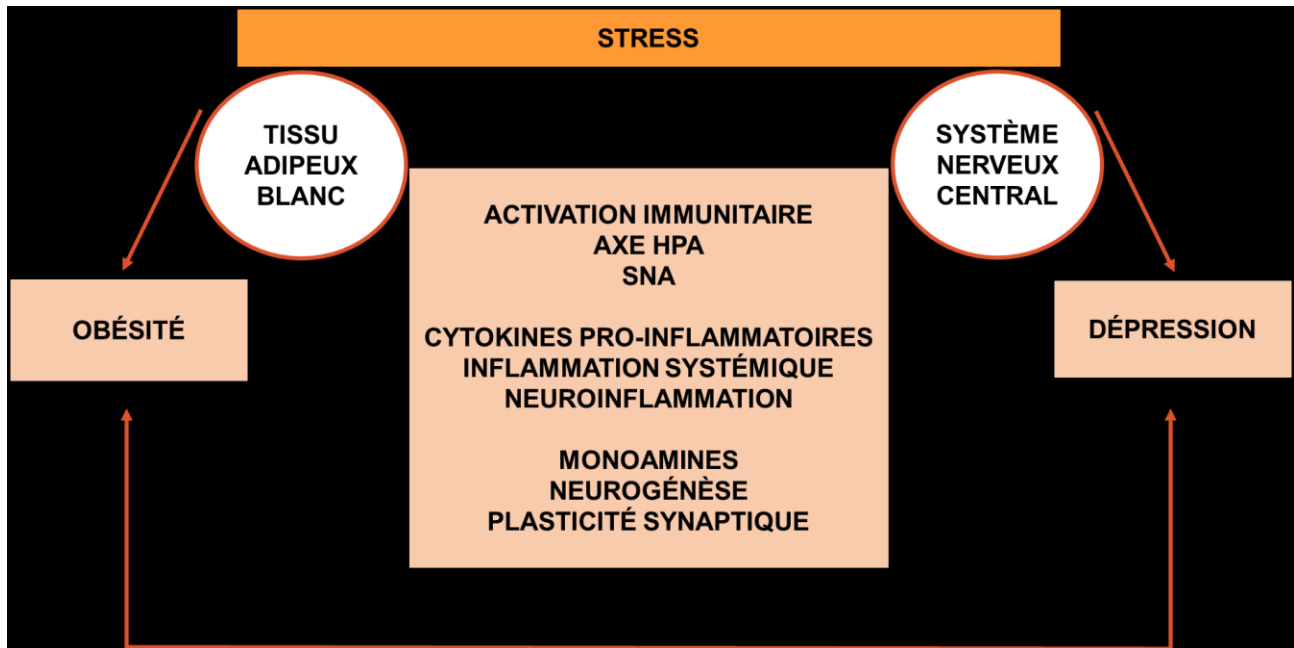 STRESS
TISSU
ADIPEUX
BLANC
SYSTÈME
NERVEUX
CENTRAL
ACTIVATION IMMUNITAIRE
AXE HPA
SNA
OBÉSITÉ
DÉPRESSION
CYTOKINES PRO-INFLAMMATOIRES
INFLAMMATION SYSTÉMIQUE
NEUROINFLAMMATION
MONOAMINES
NEUROGÉNÈSE
PLASTICITÉ SYNAPTIQUE